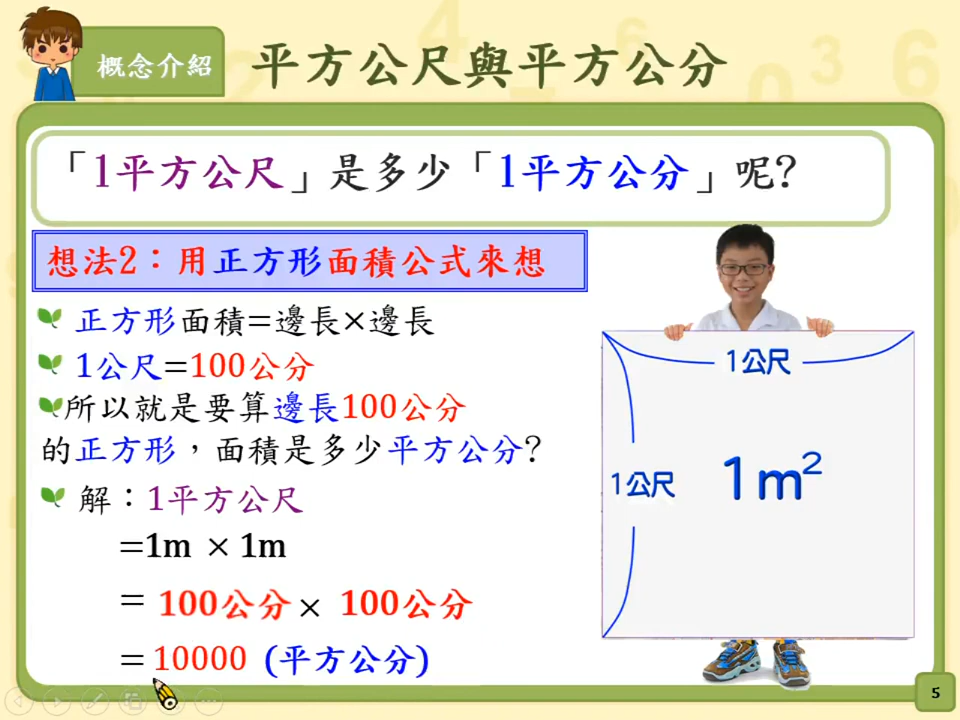 概念介紹
平方公尺與平方公分
「1平方公尺」是多少「1平方公分」呢?
想法2：用正方形面積公式來想
正方形面積=邊長×邊長
1公尺=100公分
所以就是要算邊長100公分
的正方形，面積是多少平方公分?
解：1平方公尺
=1m × 1m
= 100公分 × 100公分
= 10000 (平方公分)
1公尺
1公尺
1m²
5